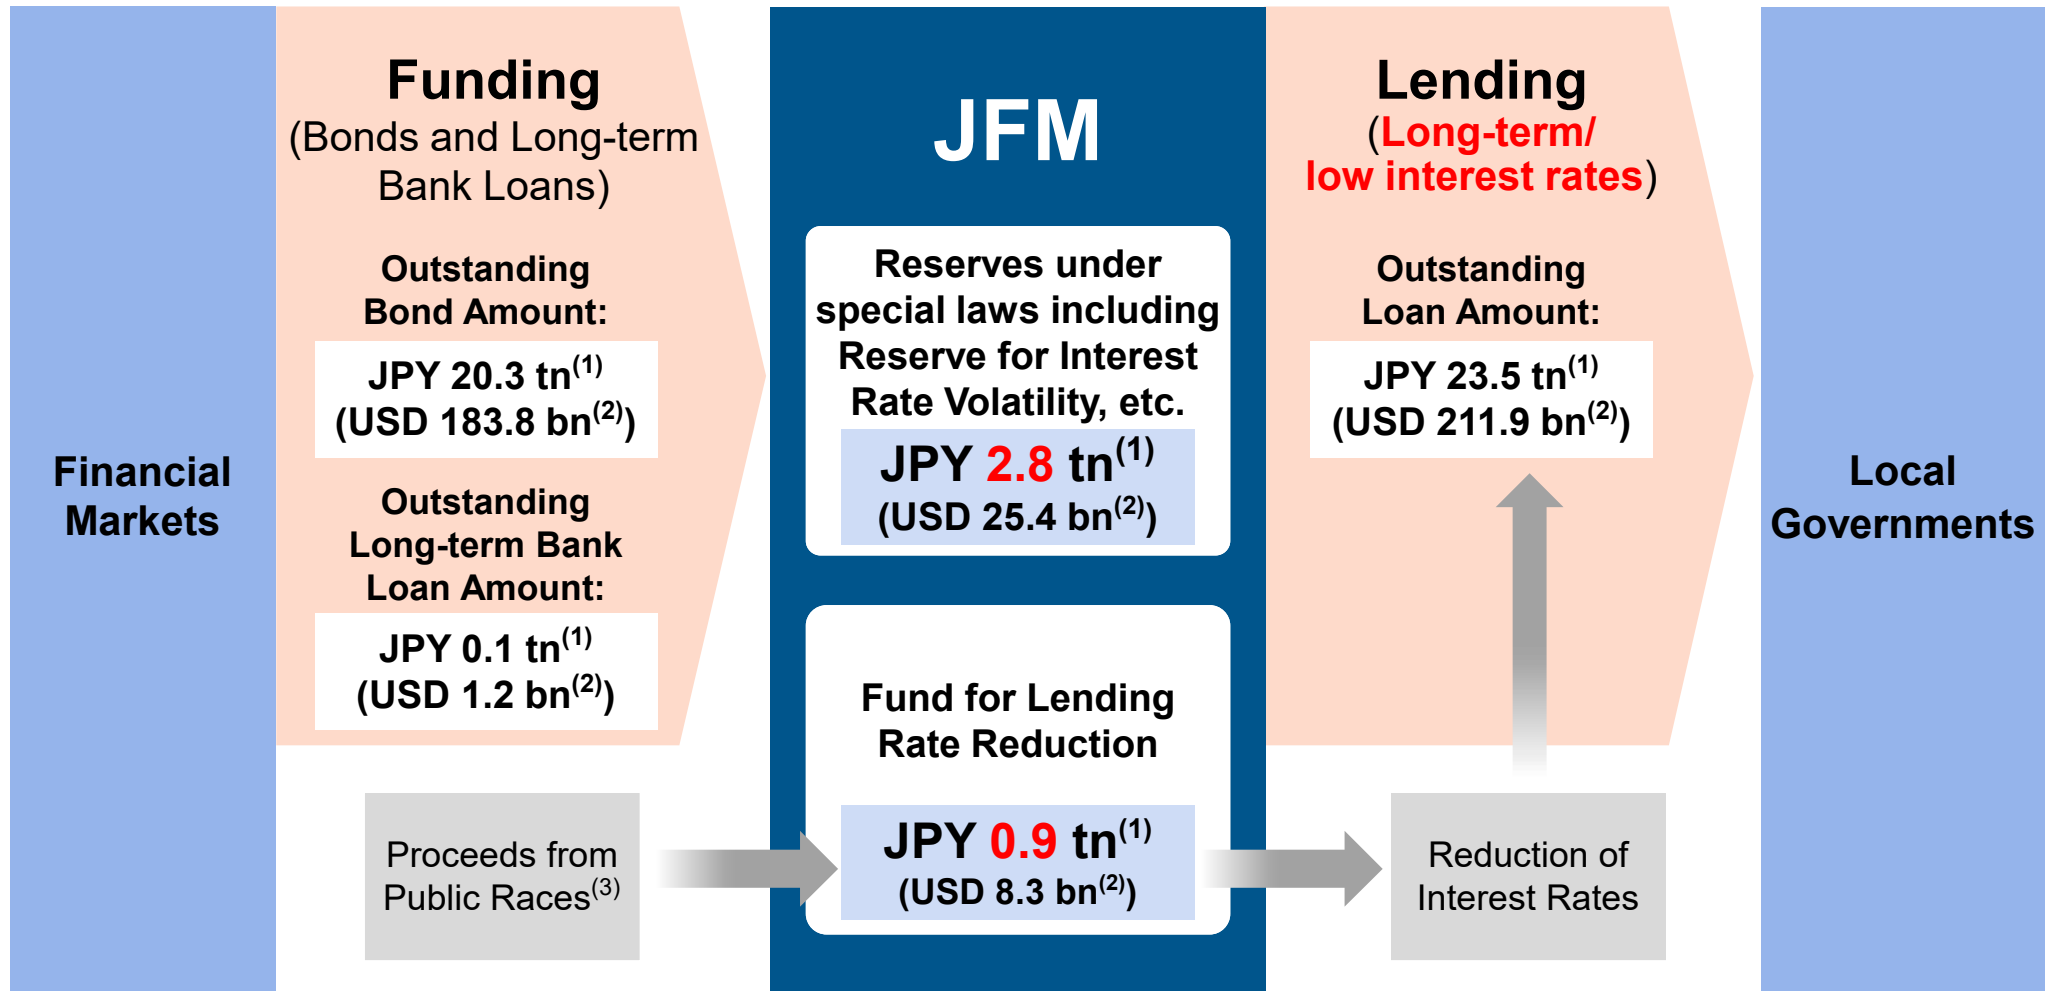 Financial
Markets
Funding
(Bonds and Long-term
Bank Loans)
Outstanding
Bond Amount:
JPY 20.3 tn(1)
(USD 183.8 bn(2))
Outstanding
Long-term Bank
Loan Amount:
JPY 0.1 tn(1)
(USD 1.2 bn(2))
Proceeds from
Public Races(3)
JFM
Reserves under
special laws including
Reserve for Interest
Rate Volatility, etc.
JPY 2.8 tn(1)
(USD 25.4 bn(2))
Fund for Lending
Rate Reduction
JPY 0.9 tn(1)
(USD 8.3 bn(2))
Lending
(Long-term/
low interest rates)
Outstanding
Loan Amount:
JPY 23.5 tn(1)
(USD 211.9 bn(2))
Reduction of
Interest Rates
Local
Governments